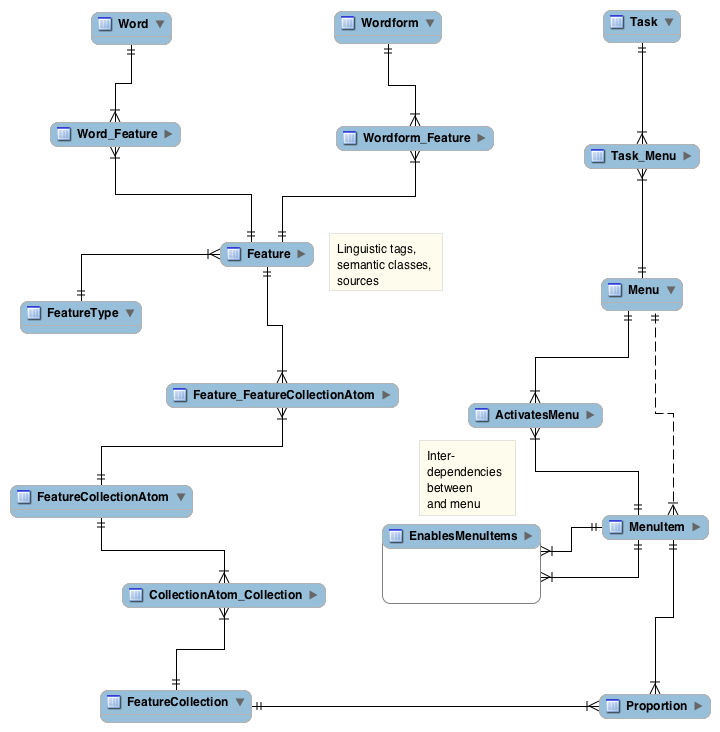 Word
Wordform
Task
Word_Feature
Wordform_Feature
Task_Menu
Feature
Linguistic tags,
semantic classes,
sources
FeatureType
Menu
Feature_FeatureCollectionAtom
ActivatesMenu
Inter-
dependencies
between
and menu
FeatureCollectionAtom
EnablesMenuItems
MenuItem
CollectionAtom_Collection
FeatureCollection
Proportion